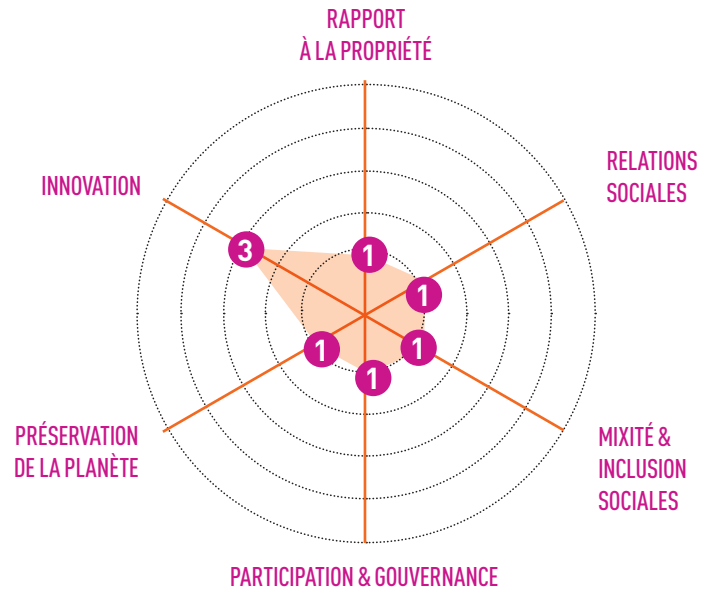 RAPPORT
À LA PROPRIÉTÉ
RELATIONS
SOCIALES
INNOVATION
3
1
1
1
1
1
PRÉSERVATION
DE LA PLANÈTE
MIXITÉ &
INCLUSION
SOCIALES
PARTICIPATION & GOUVERNANCE